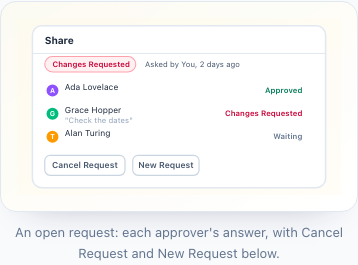 Share
Changes Requested Asked by You, 2 days ago
A Ada Lovelace Approved
G Grace Hopper Changes Requested
"Check the dates"
T Alan Turing Waiting
Cancel Request New Request
An open request: each approver's answer, with Cancel
Request and New Request below.